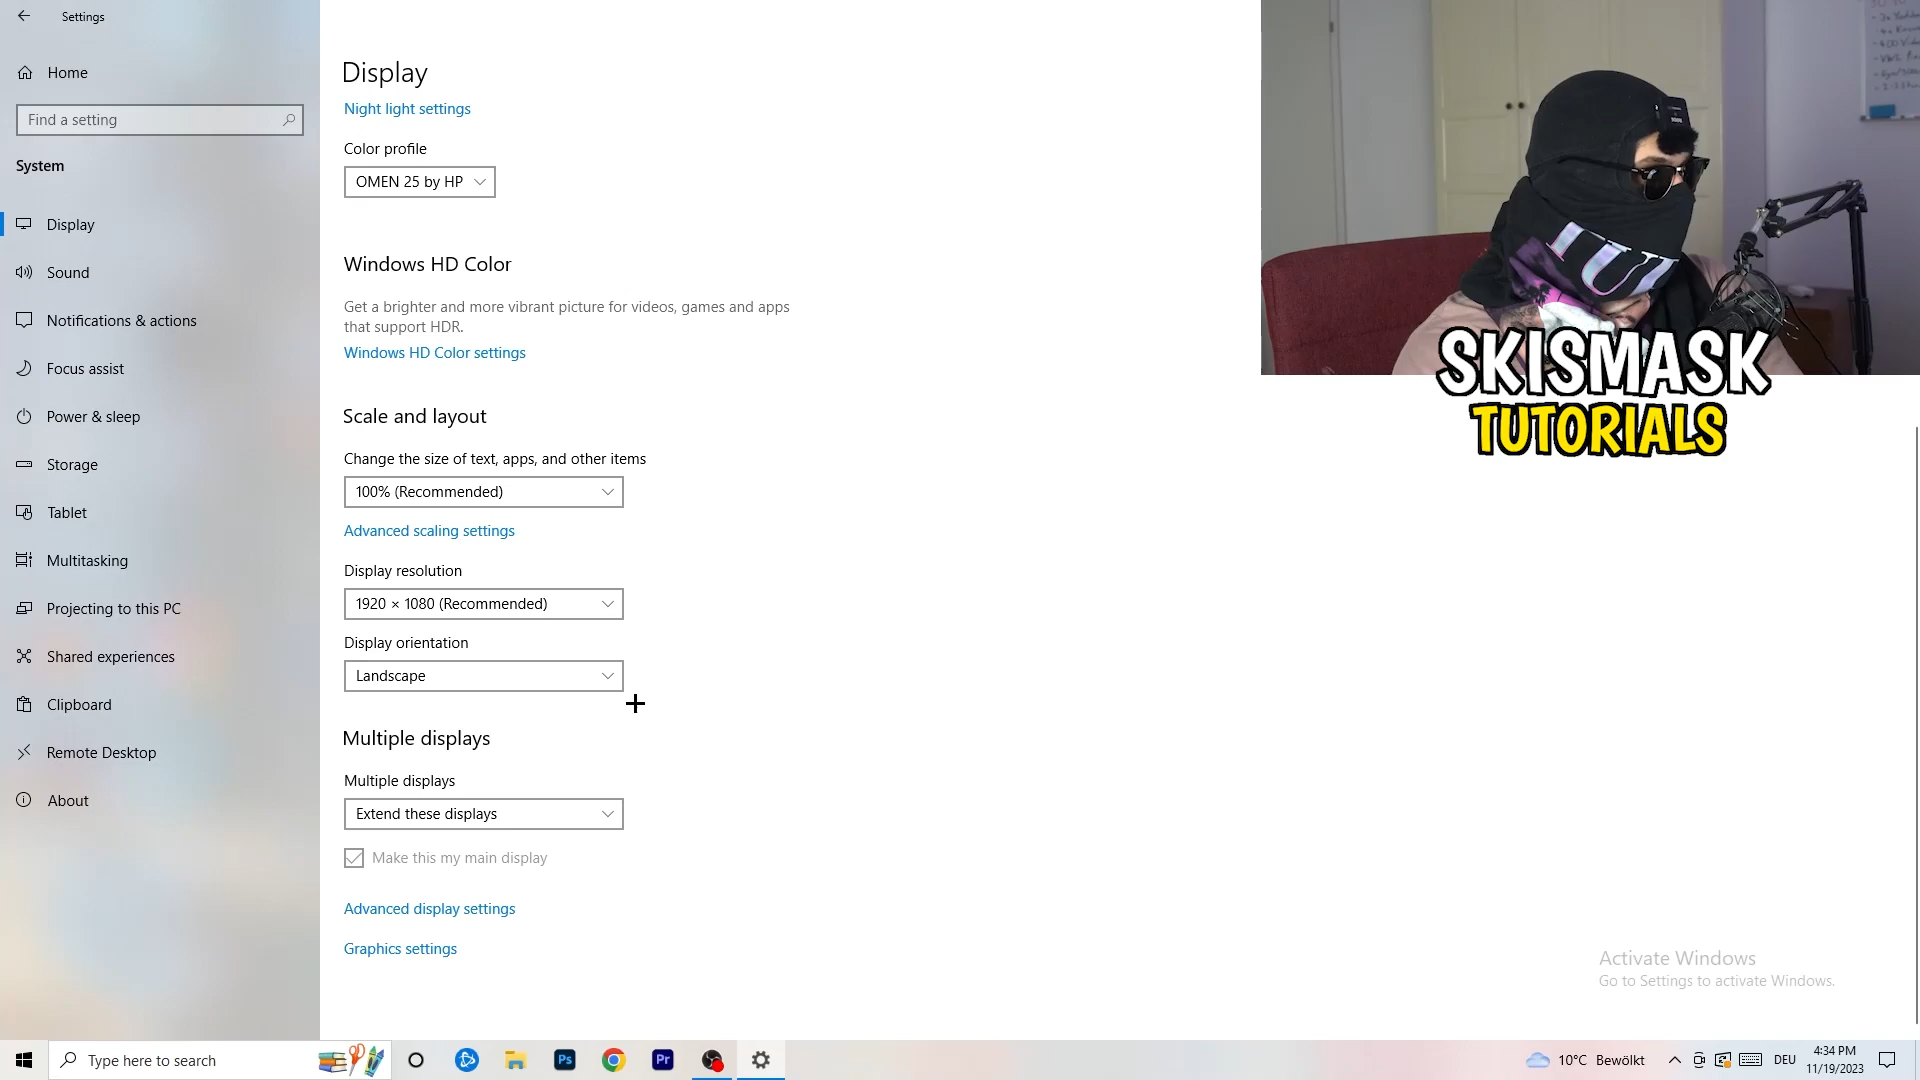 Settings
Home
Find a setting
System
Display
Sound
Notifications & actions
Focus assist
Power & sleep
Storage
Tablet
Multitasking
Projecting to this PC
Shared experiences
Clipboard
Remote Desktop
About
Display
Night light settings
Color profile
OMEN 25 by HP
Windows HD Color
Get a brighter and more vibrant picture for videos, games and apps
that support HDR.
Windows HD Color settings
Scale and layout
Change the size of text, apps, and other items
100% (Recommended)
Advanced scaling settings
Display resolution
1920 × 1080 (Recommended)
Display orientation
Landscape
Multiple displays
Multiple displays
Extend these displays
Make this my main display
Advanced display settings
Graphics settings
SKISMASK
TUTORIALS
Activate Windows
Go to Settings to activate Windows.
Type here to search
Ps
Pr
10°C Bewölkt
DEU
4:34 PM
11/19/2023